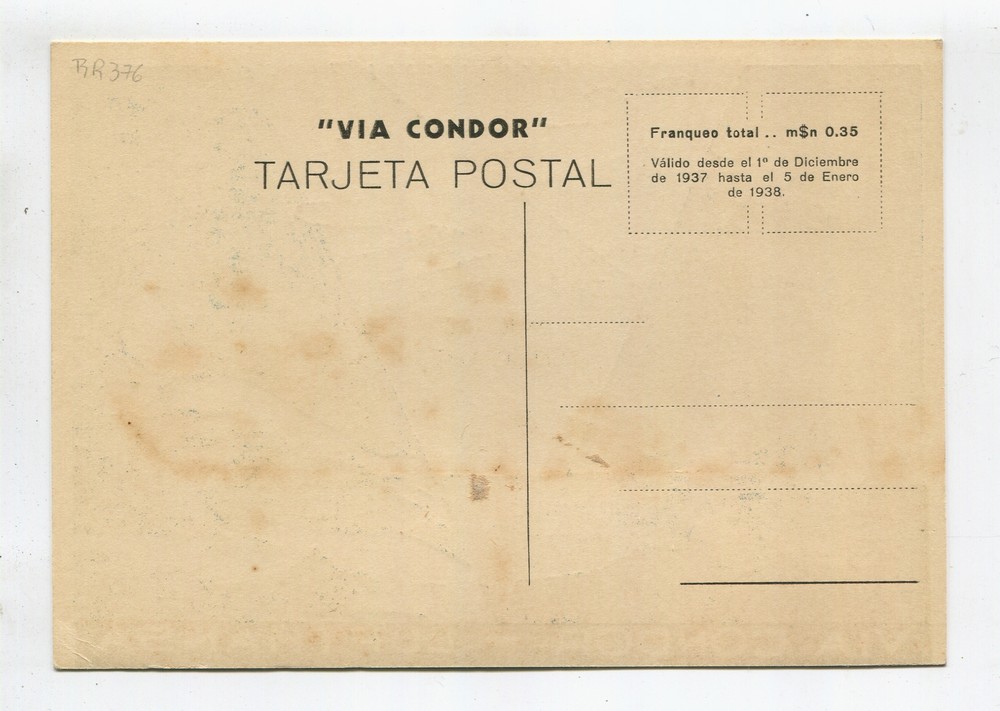 RR376
"VIA CONDOR"
TARJETA POSTAL
Franqueo total .. m$n 0.35
Válido desde el 1º de Diciembre
de 1937 hasta el 5 de Enero
de 1938.